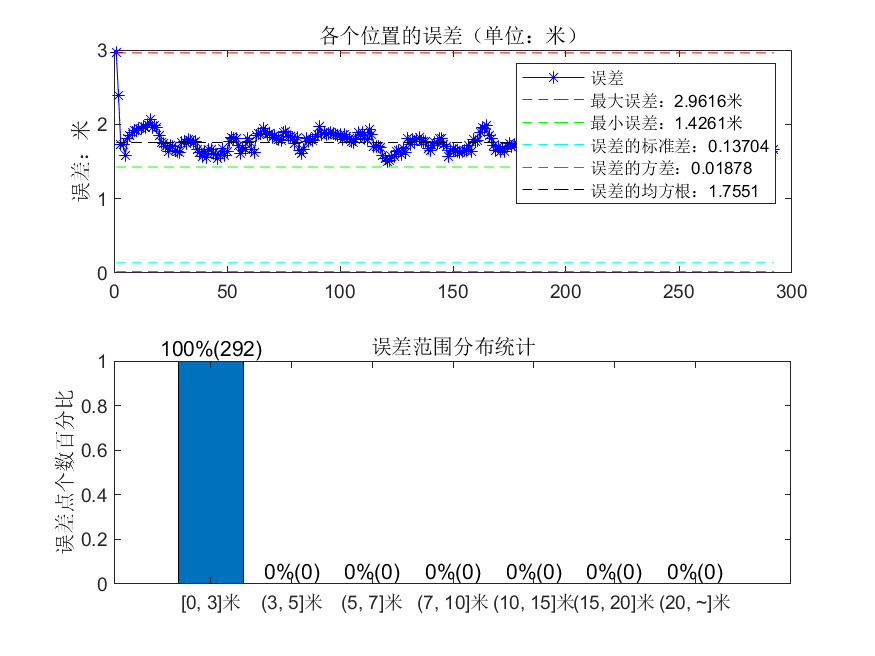 各个位置的误差（单位：米）
误差：米
3
2
1
0
0 50 100 150 200 250 300
误差
最大误差：2.9616米
最小误差：1.4261米
误差的标准差：0.13704
误差的方差：0.01878
误差的均方根：1.7551
误差范围分布统计
误差点个数百分比
1
0.8
0.6
0.4
0.2
0
100%(292) 0%(0) 0%(0) 0%(0) 0%(0) 0%(0) 0%(0)
[0, 3]米 (3, 5]米 (5, 7]米 (7, 10]米 (10, 15]米 (15, 20]米 (20, ~]米